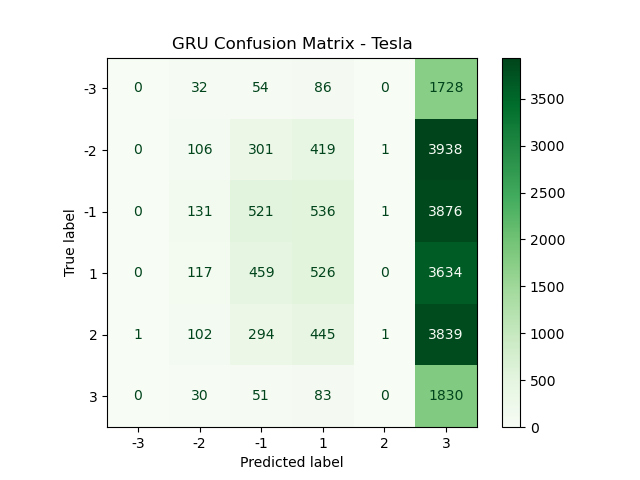 GRU Confusion Matrix - Tesla
True label
-3 0 32 54 86 0 1728
-2 0 106 301 419 1 3938
-1 0 131 521 536 1 3876
1 0 117 459 526 0 3634
2 1 102 294 445 1 3839
3 0 30 51 83 0 1830
-3 -2 -1 1 2 3
Predicted label
3500
3000
2500
2000
1500
1000
500
0